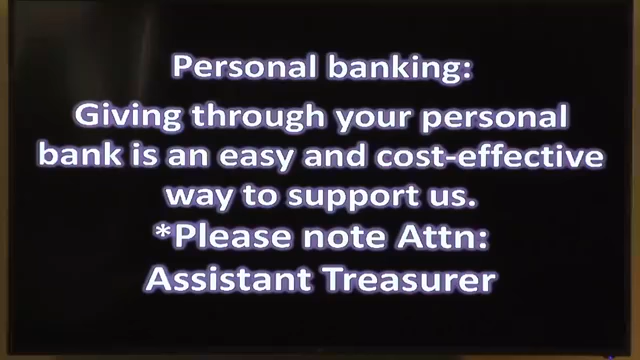 Personal banking:
Giving through your personal
bank is an easy and cost-effective
way to support us.
*Please note Attn:
Assistant Treasurer